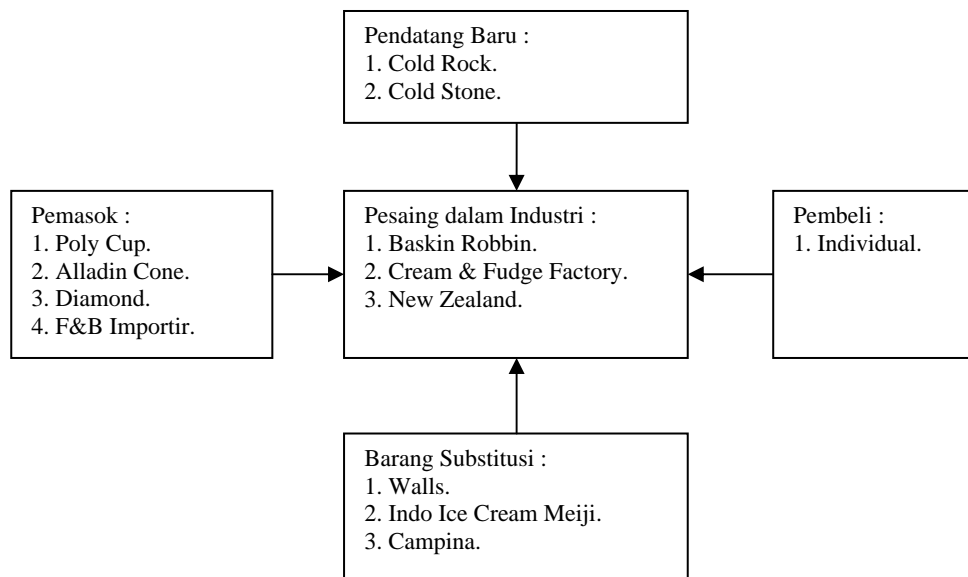 Pendatang Baru :
1. Cold Rock.
2. Cold Stone.
Pemasok :
1. Poly Cup.
2. Alladin Cone.
3. Diamond.
4. F&B Importir.
Pesaing dalam Industri :
1. Baskin Robbin.
2. Cream & Fudge Factory.
3. New Zealand.
Pembeli :
1. Individual.
Barang Substitusi :
1. Walls.
2. Indo Ice Cream Meiji.
3. Campina.